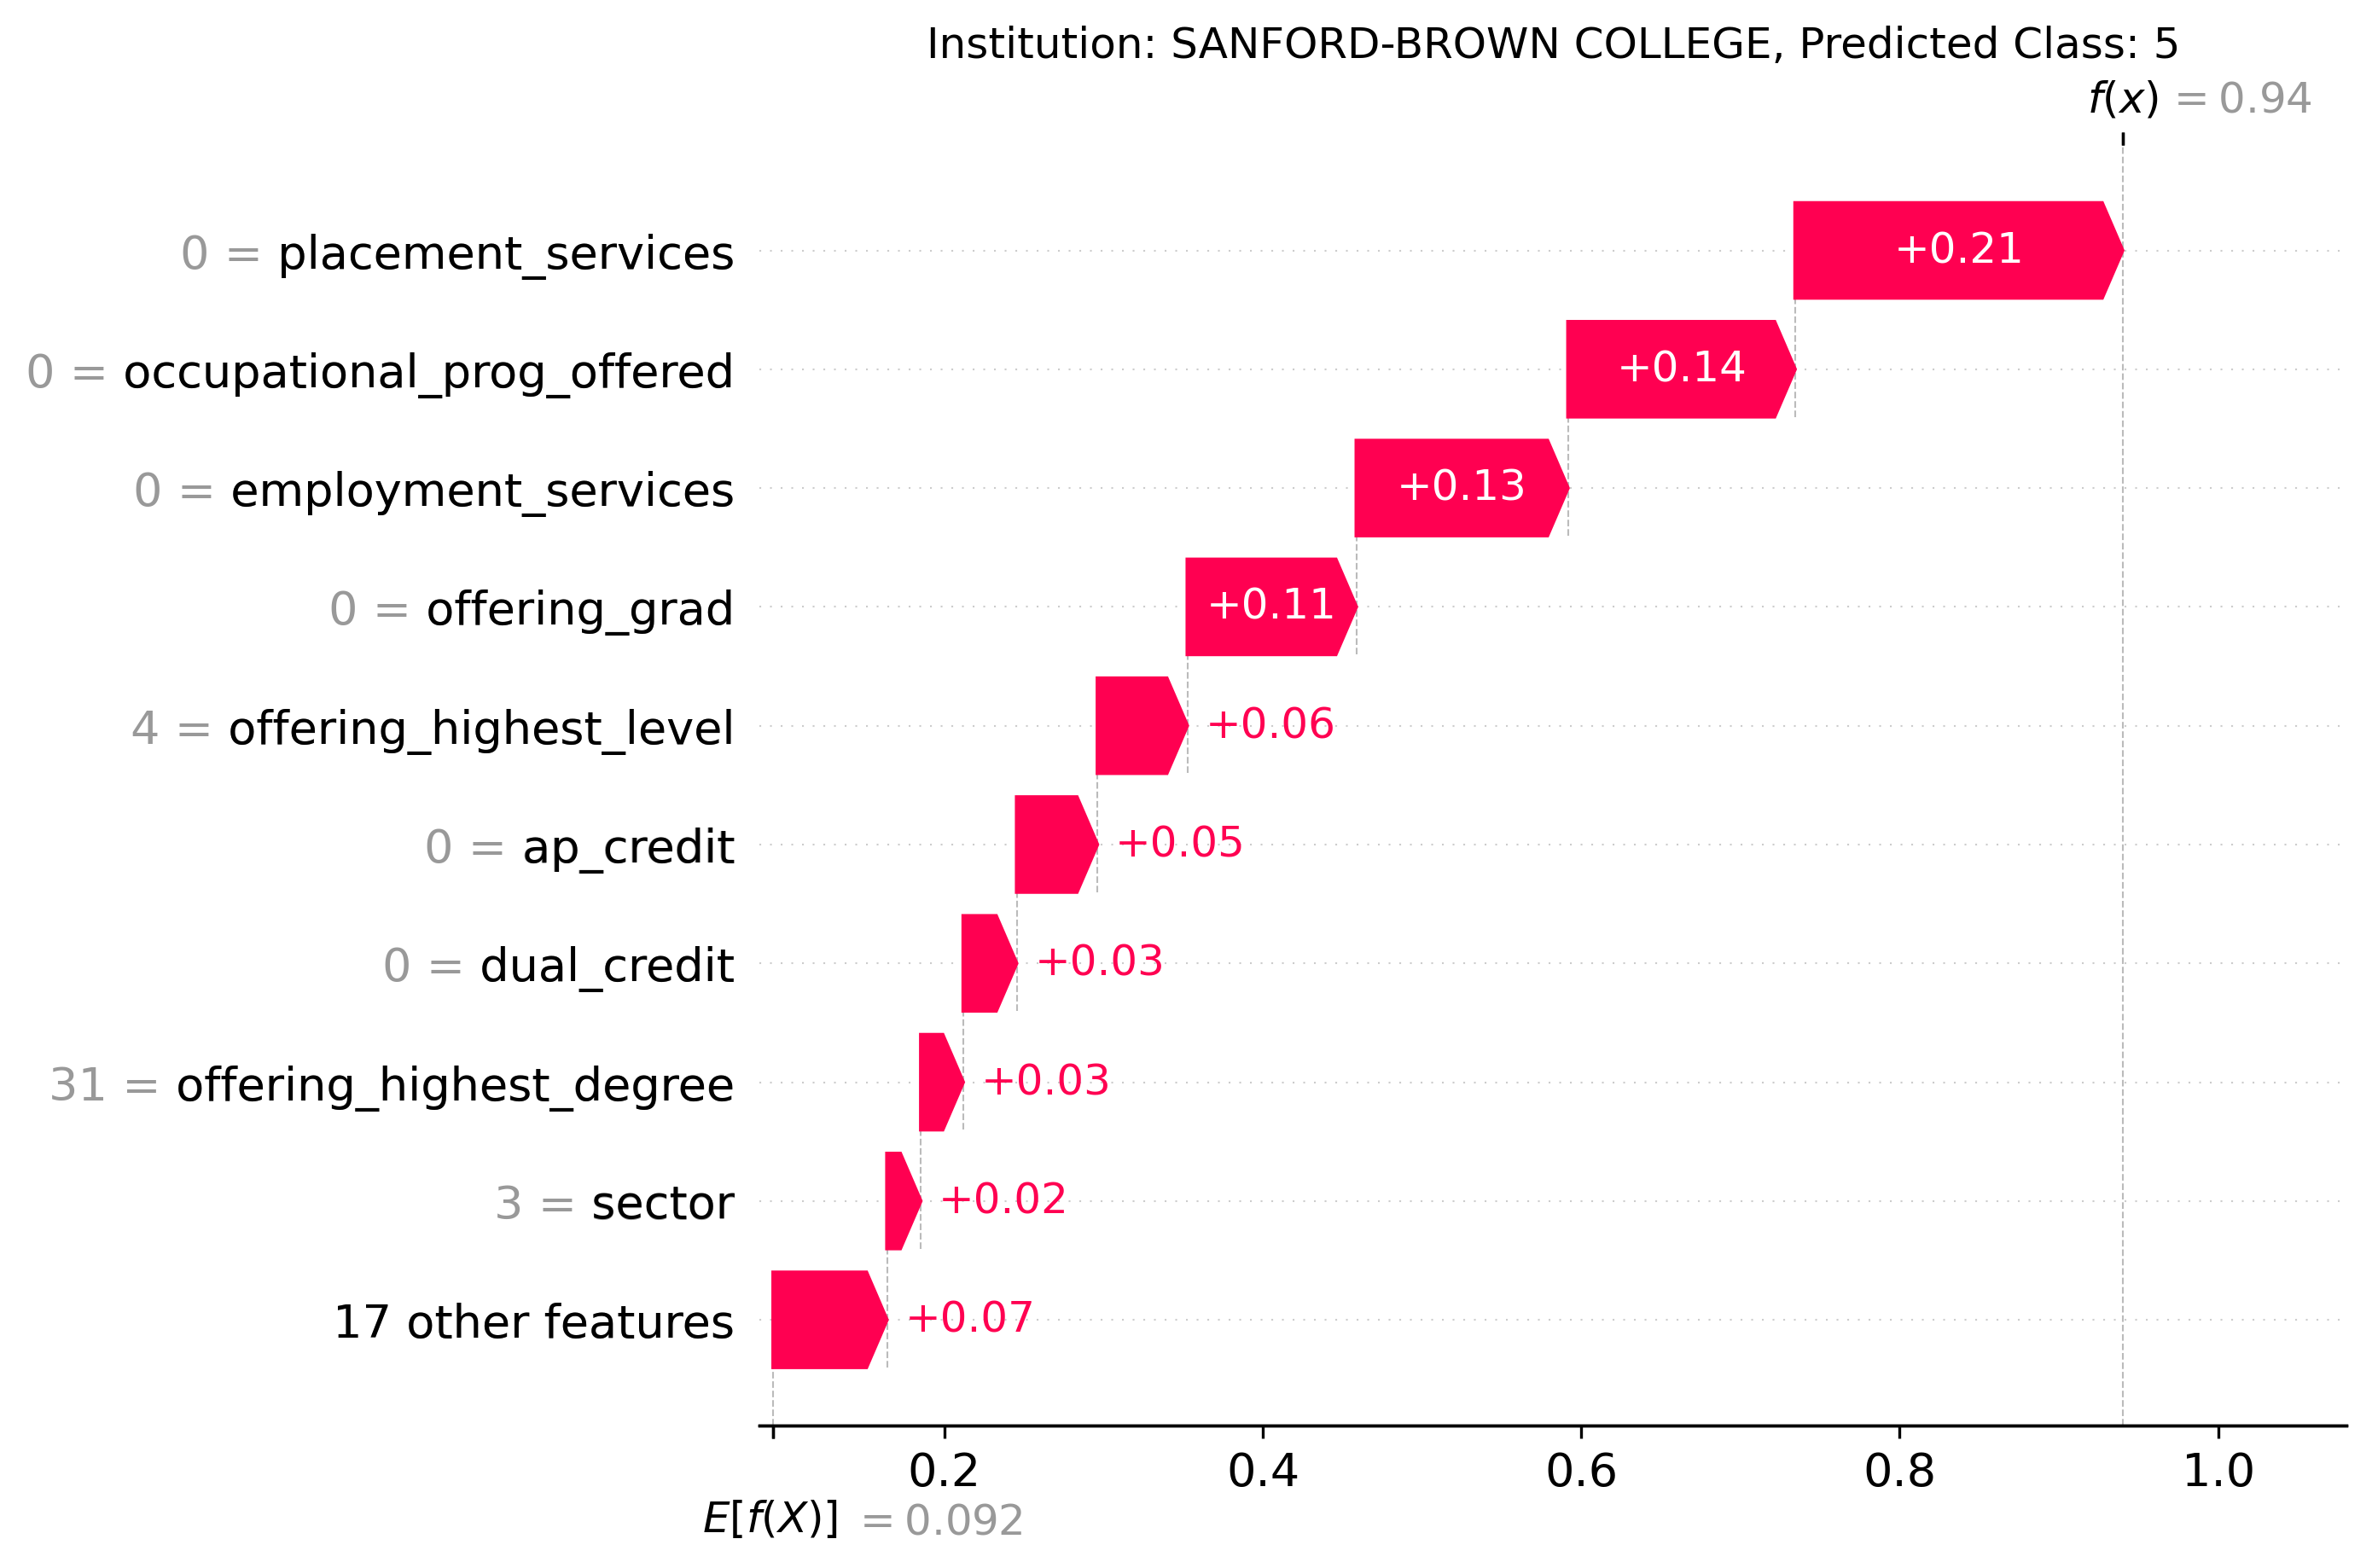 Institution: SANFORD-BROWN COLLEGE, Predicted Class: 5
f(x) = 0.94
0 = placement_services +0.21
0 = occupational_prog_offered +0.14
0 = employment_services +0.13
0 = offering_grad +0.11
4 = offering_highest_level +0.06
0 = ap_credit +0.05
0 = dual_credit +0.03
31 = offering_highest_degree +0.03
3 = sector +0.02
17 other features +0.07
0.2 0.4 0.6 0.8 1.0
E[f(X)] = 0.092